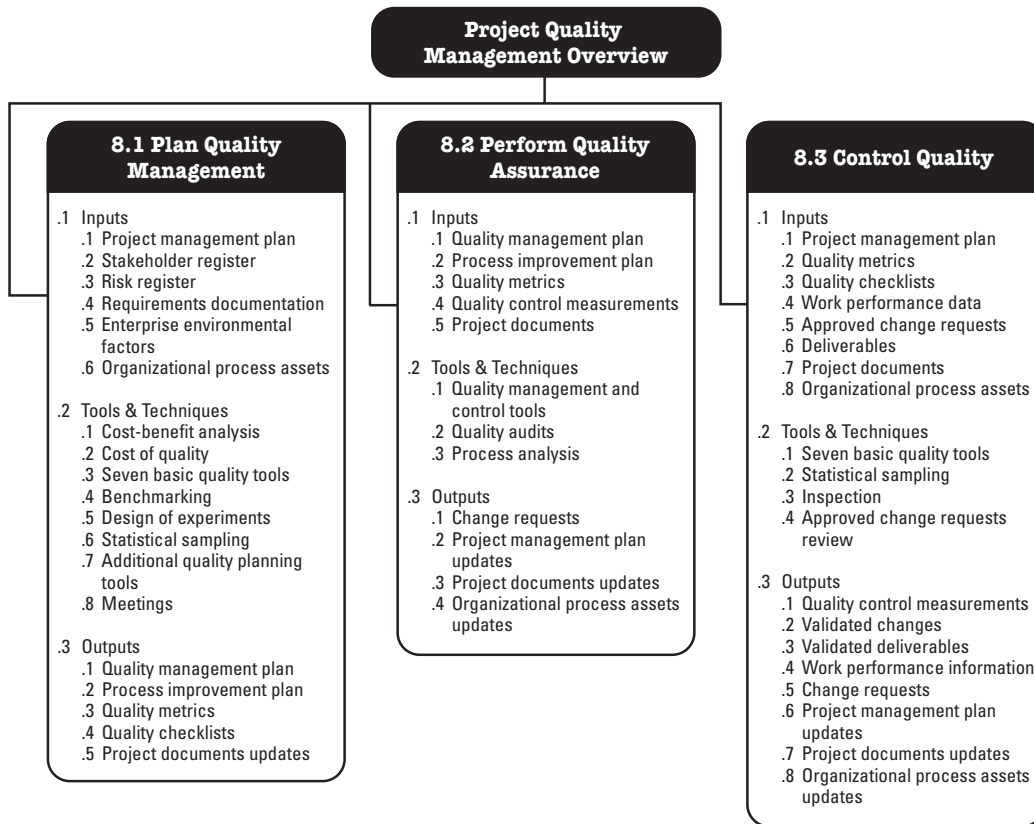 Project Quality
Management Overview
8.1 Plan Quality
Management
.1 Inputs
.1 Project management plan
.2 Stakeholder register
.3 Risk register
.4 Requirements documentation
.5 Enterprise environmental
factors
.6 Organizational process assets
.2 Tools & Techniques
.1 Cost-benefit analysis
.2 Cost of quality
.3 Seven basic quality tools
.4 Benchmarking
.5 Design of experiments
.6 Statistical sampling
.7 Additional quality planning
tools
.8 Meetings
.3 Outputs
.1 Quality management plan
.2 Process improvement plan
.3 Quality metrics
.4 Quality checklists
.5 Project documents updates
8.2 Perform Quality
Assurance
.1 Inputs
.1 Quality management plan
.2 Process improvement plan
.3 Quality metrics
.4 Quality control measurements
.5 Project documents
.2 Tools & Techniques
.1 Quality management and
control tools
.2 Quality audits
.3 Process analysis
.3 Outputs
.1 Change requests
.2 Project management plan
updates
.3 Project documents updates
.4 Organizational process assets
updates
8.3 Control Quality
.1 Inputs
.1 Project management plan
.2 Quality metrics
.3 Quality checklists
.4 Work performance data
.5 Approved change requests
.6 Deliverables
.7 Project documents
.8 Organizational process assets
.2 Tools & Techniques
.1 Seven basic quality tools
.2 Statistical sampling
.3 Inspection
.4 Approved change requests
review
.3 Outputs
.1 Quality control measurements
.2 Validated changes
.3 Validated deliverables
.4 Work performance information
.5 Change requests
.6 Project management plan
updates
.7 Project documents updates
.8 Organizational process assets
updates